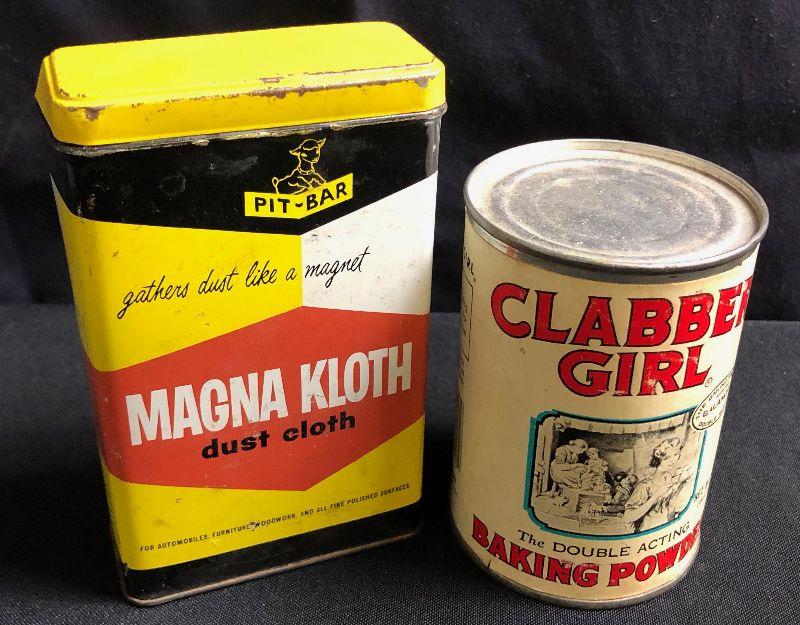 PIT-BAR
gathers dust like a magnet
MAGNA KLOTH
dust cloth
FOR AUTOMOBILES, FURNITURE, WOODWORK, AND ALL FINE POLISHED SURFACES.
CLABBER
GIRL
The DOUBLE ACTING
BAKING POWDER